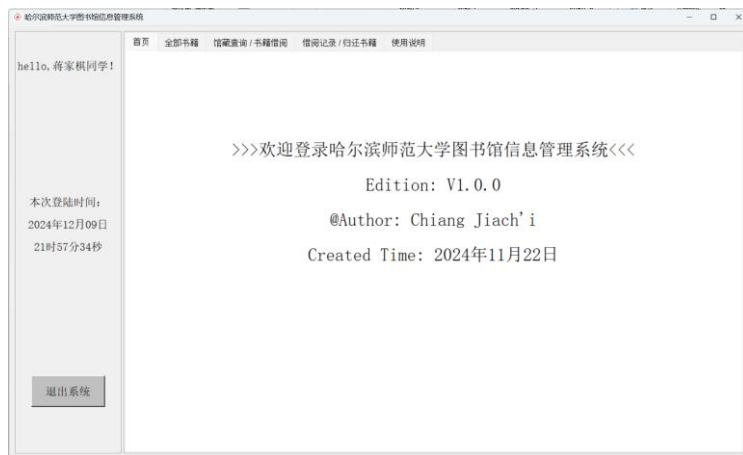 哈尔滨师范大学图书馆信息管理系统
首页 全部书籍 馆藏查询/书籍借阅 借阅记录/归还书籍 使用说明
hello,蒋家棋同学!
>>>欢迎登录哈尔滨师范大学图书馆信息管理系统<<<
Edition: V1.0.0
@Author: Chiang Jiach'i
Created Time: 2024年11月22日
本次登陆时间:
2024年12月09日
21时57分34秒
退出系统